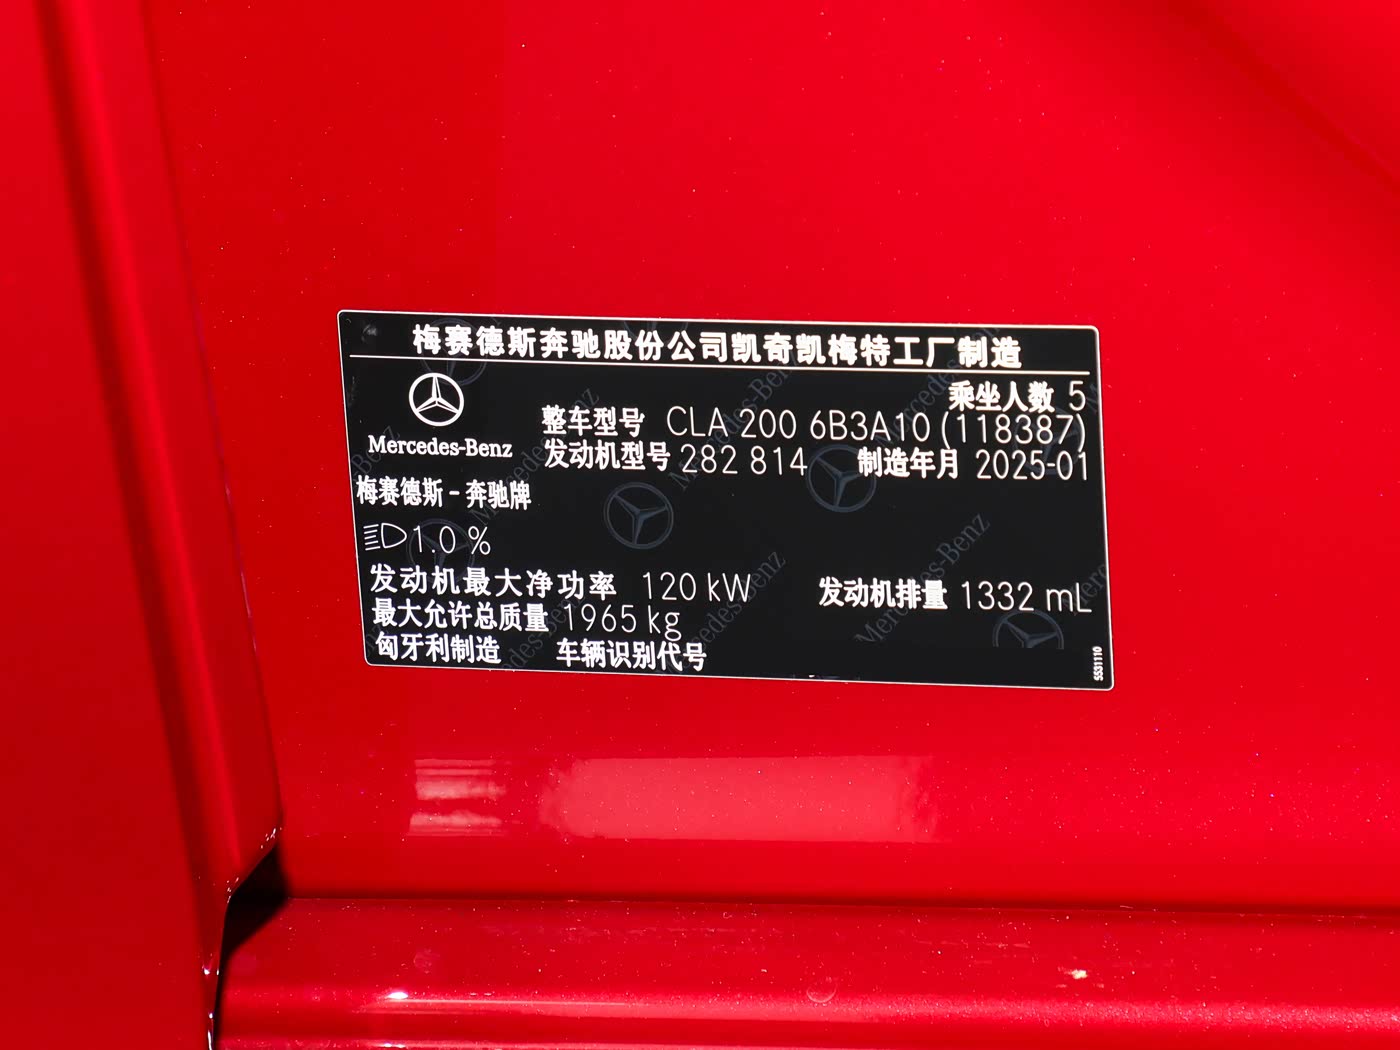 梅赛德斯奔驰股份公司凯奇凯梅特工厂制造
乘坐人数 5
Mercedes-Benz
整车型号 CLA 200 6B3A10 (118387)
发动机型号 282 814 制造年月 2025-01
梅赛德斯－奔驰牌
1.0 %
发动机最大净功率 120 kW 发动机排量 1332 mL
最大允许总质量 1965 kg
匈牙利制造 车辆识别代号
5531110